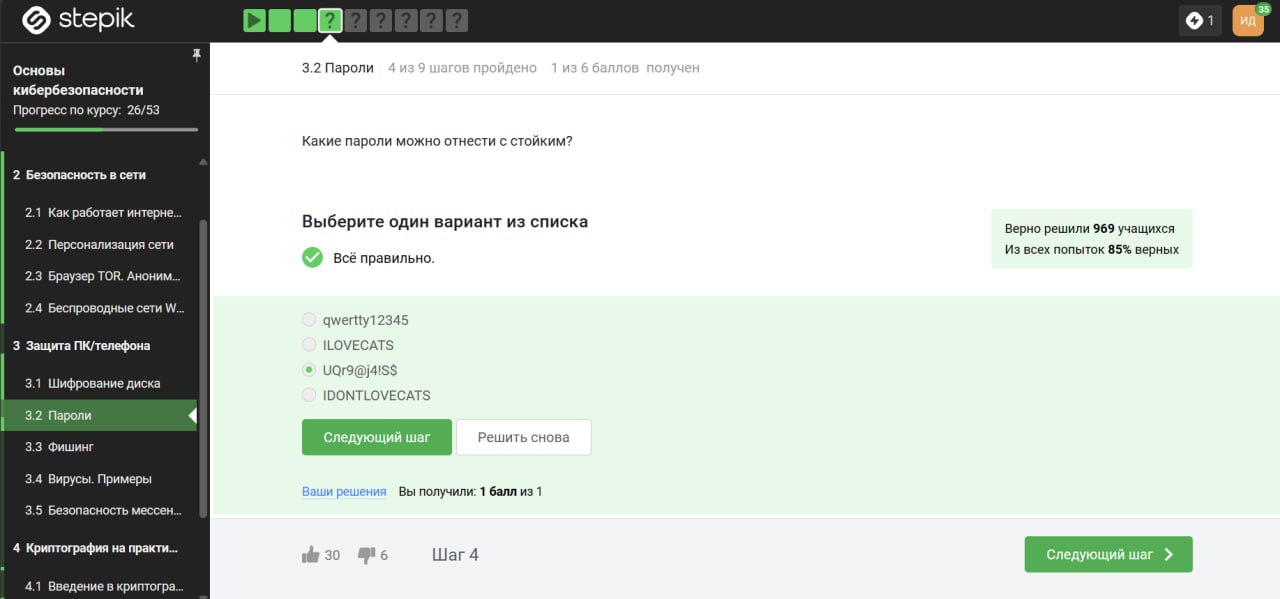 stepik
? ? ? ? ? ?
1
ИД
35
Основы
кибербезопасности
Прогресс по курсу: 26/53
2 Безопасность в сети
2.1 Как работает интерне...
2.2 Персонализация сети
2.3 Браузер TOR. Аноним...
2.4 Беспроводные сети W...
3 Защита ПК/телефона
3.1 Шифрование диска
3.2 Пароли
3.3 Фишинг
3.4 Вирусы. Примеры
3.5 Безопасность мессен...
4 Криптография на практи...
4.1 Введение в криптогра...
3.2 Пароли 4 из 9 шагов пройдено 1 из 6 баллов получен
Какие пароли можно отнести с стойким?
Выберите один вариант из списка
Всё правильно.
Верно решили 969 учащихся
Из всех попыток 85% верных
qwertty12345
ILOVECATS
UQr9@j4!S$
IDONTLOVECATS
Следующий шаг
Решить снова
Ваши решения Вы получили: 1 балл из 1
30 6 Шаг 4
Следующий шаг